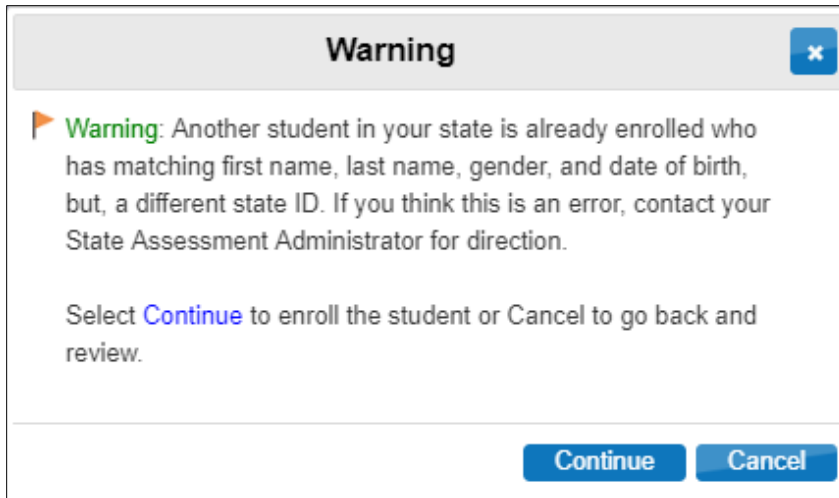 Warning
Warning: Another student in your state is already enrolled who
has matching first name, last name, gender, and date of birth,
but, a different state ID. If you think this is an error, contact your
State Assessment Administrator for direction.
Select Continue to enroll the student or Cancel to go back and
review.
Continue Cancel